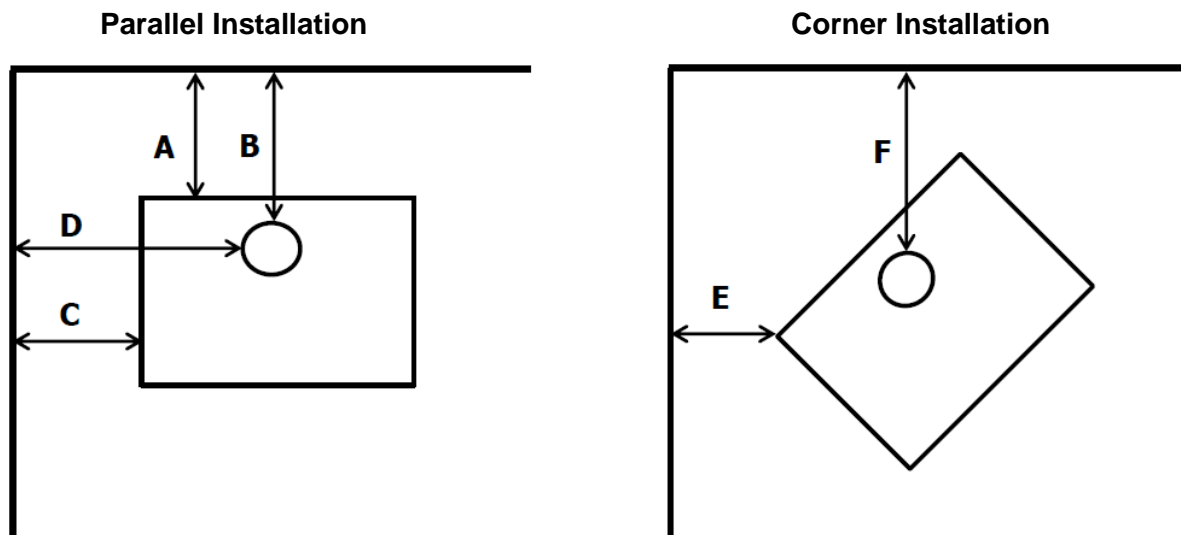 Parallel Installation
Corner Installation
A
B
D
C
F
E